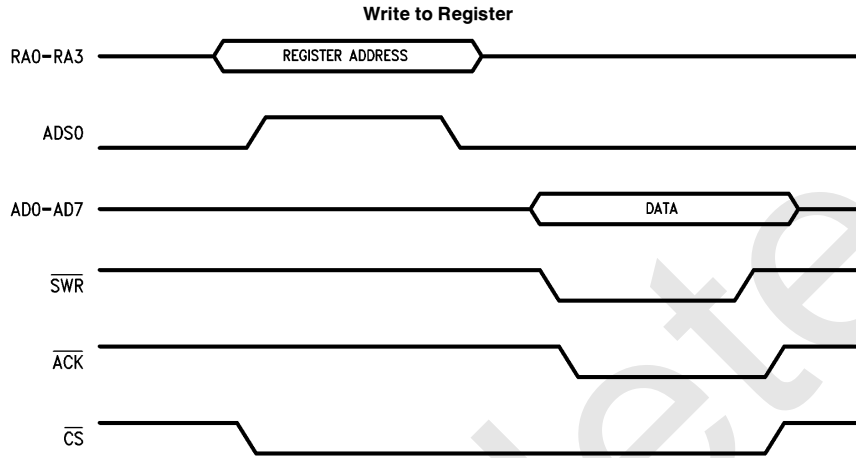 Write to Register
RA0–RA3
REGISTER ADDRESS
ADS0
AD0–AD7
DATA
SWR
ACK
CS